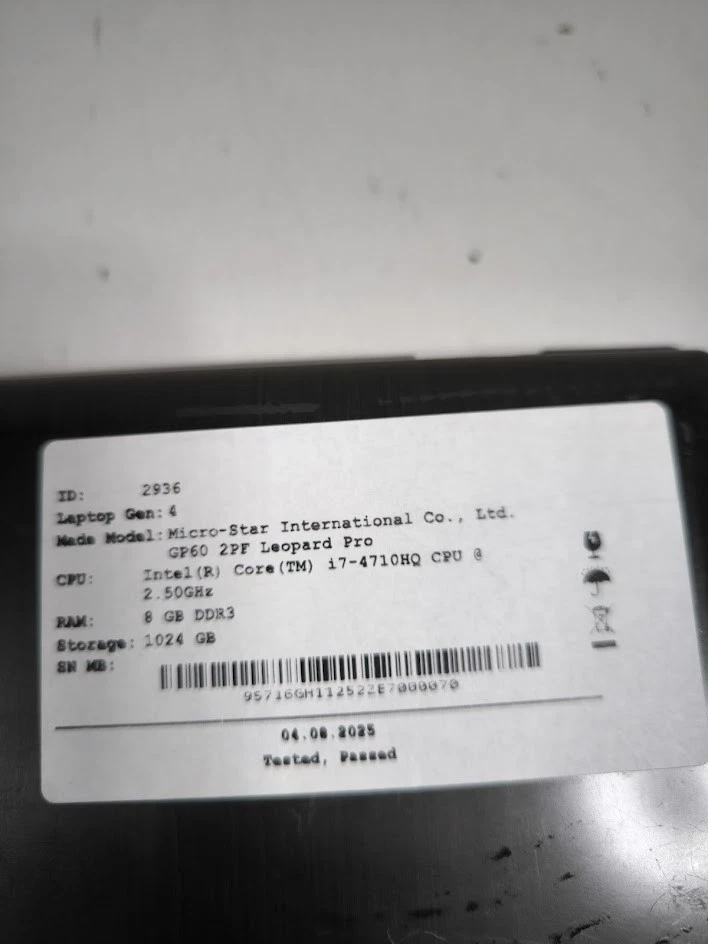 ID: 2936
Laptop Gen: 4
Made Model: Micro-Star International Co., Ltd.
GP60 2PF Leopard Pro
CPU: Intel(R) Core(TM) i7-4710HQ CPU @
2.50GHz
RAM: 8 GB DDR3
Storage: 1024 GB
SN MB:
9S716GH112522E7000070
04.08.2025
Tested, Passed